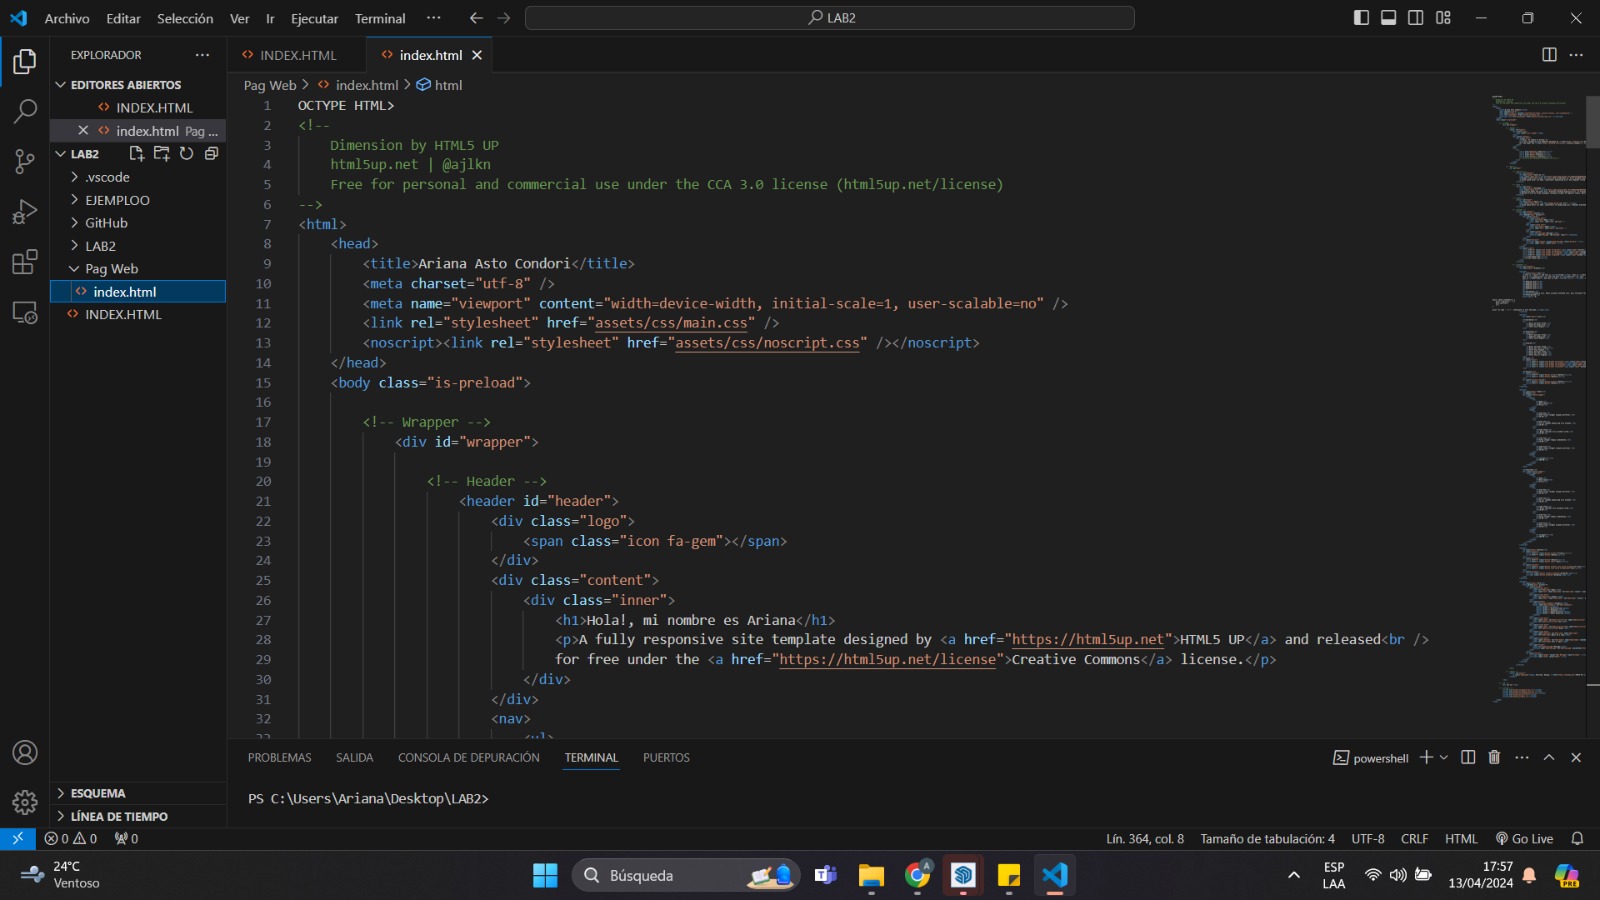 Archivo Editar Selección Ver Ir Ejecutar Terminal ··· LAB2
EXPLORADOR ···
INDEX.HTML index.html
EDITORES ABIERTOS
INDEX.HTML
index.html Pag ...
LAB2
.vscode
EJEMPLOO
GitHub
LAB2
Pag Web
index.html
INDEX.HTML
ESQUEMA
LÍNEA DE TIEMPO
Pag Web > index.html > html
1 OCTYPE HTML>
2 <!--
3 Dimension by HTML5 UP
4 html5up.net | @ajlkn
5 Free for personal and commercial use under the CCA 3.0 license (html5up.net/license)
6 -->
7 <html>
8 <head>
9 <title>Ariana Asto Condori</title>
10 <meta charset="utf-8" />
11 <meta name="viewport" content="width=device-width, initial-scale=1, user-scalable=no" />
12 <link rel="stylesheet" href="assets/css/main.css" />
13 <noscript><link rel="stylesheet" href="assets/css/noscript.css" /></noscript>
14 </head>
15 <body class="is-preload">
16
17 <!-- Wrapper -->
18 <div id="wrapper">
19
20 <!-- Header -->
21 <header id="header">
22 <div class="logo">
23 <span class="icon fa-gem"></span>
24 </div>
25 <div class="content">
26 <div class="inner">
27 <h1>Hola!, mi nombre es Ariana</h1>
28 <p>A fully responsive site template designed by <a href="https://html5up.net">HTML5 UP</a> and released<br />
29 for free under the <a href="https://html5up.net/license">Creative Commons</a> license.</p>
30 </div>
31 </div>
32 <nav>
PROBLEMAS SALIDA CONSOLA DE DEPURACIÓN TERMINAL PUERTOS powershell
PS C:\Users\Ariana\Desktop\LAB2>
0 0 0 Lín. 364, col. 8 Tamaño de tabulación: 4 UTF-8 CRLF HTML Go Live
24°C
Ventoso
Búsqueda
ESP
LAA
17:57
13/04/2024
PRE